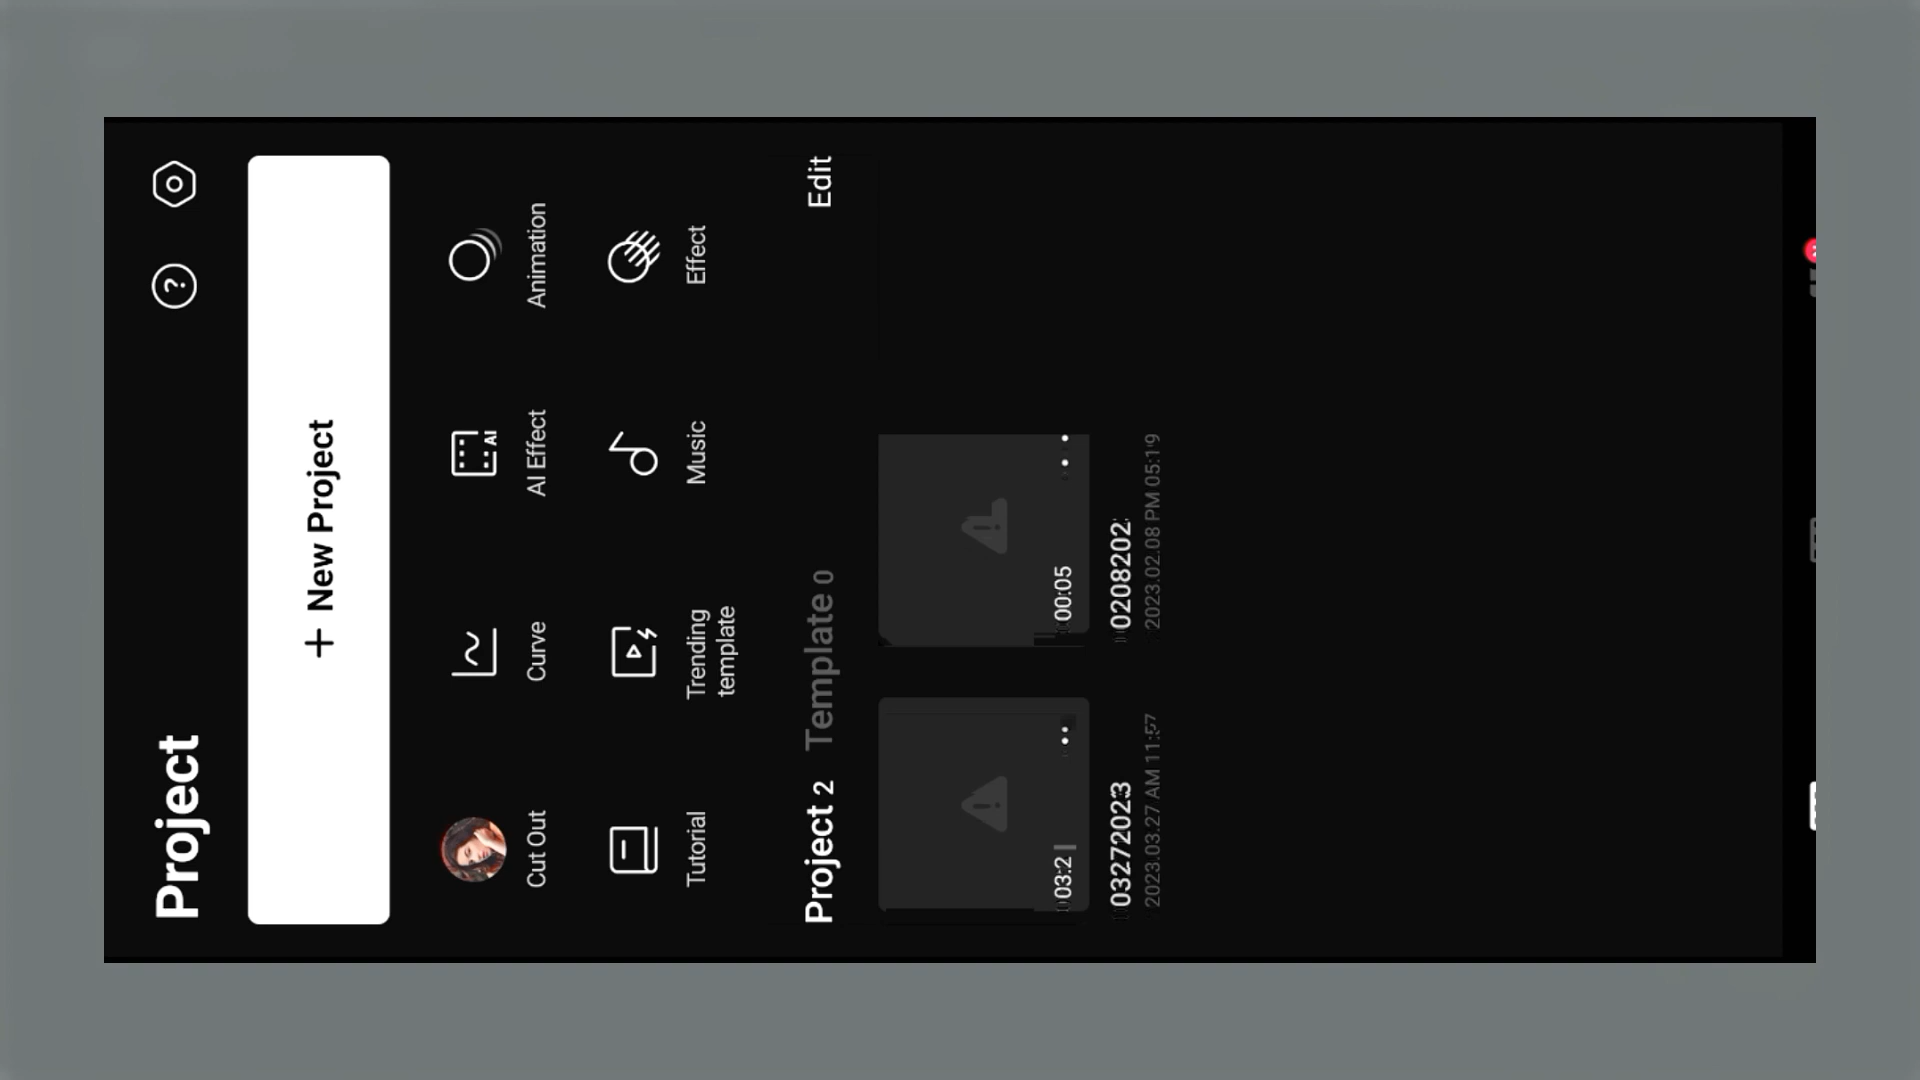 Project
+ New Project
Cut Out
Curve
AI Effect
Animation
Tutorial
Trending
template
Music
Effect
Project 2
Template 0
Edit
00:05
03272023
2023.03.27 AM 11:57
2023.02.08 PM 05:19